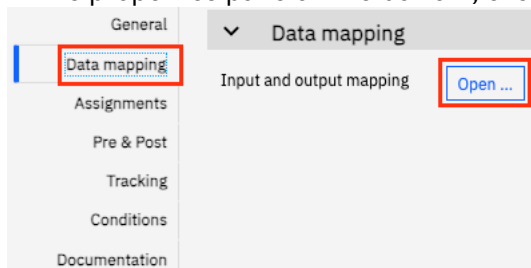 General
Data mapping
Assignments
Pre & Post
Tracking
Conditions
Documentation
Data mapping
Input and output mapping
Open ...